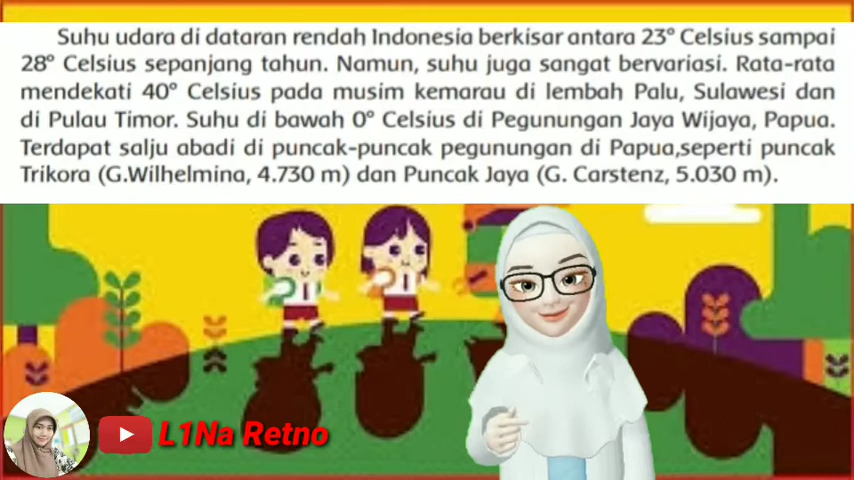 Suhu udara di dataran rendah Indonesia berkisar antara 23° Celsius sampai
28° Celsius sepanjang tahun. Namun, suhu juga sangat bervariasi. Rata-rata
mendekati 40° Celsius pada musim kemarau di lembah Palu, Sulawesi dan
di Pulau Timor. Suhu di bawah 0° Celsius di Pegunungan Jaya Wijaya, Papua.
Terdapat salju abadi di puncak-puncak pegunungan di Papua,seperti puncak
Trikora (G.Wilhelmina, 4.730 m) dan Puncak Jaya (G. Carstenz, 5.030 m).
L1Na Retno